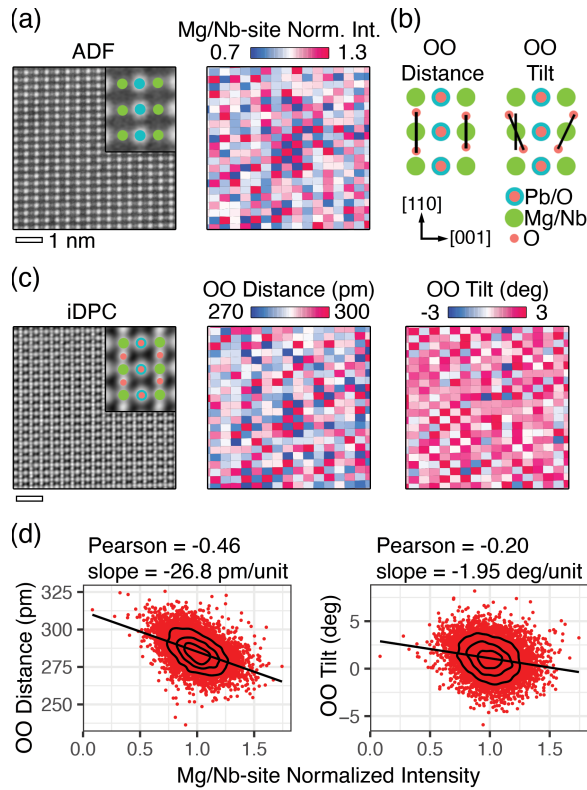 (a)
ADF
1 nm
Mg/Nb-site Norm. Int.
0.7 1.3
(b)
OO
Distance
OO
Tilt
[110]
[001]
Pb/O
Mg/Nb
O
(c)
iDPC
OO Distance (pm)
270 300
OO Tilt (deg)
-3 3
(d)
Pearson = -0.46
slope = -26.8 pm/unit
OO Distance (pm)
325
300
275
250
0.0 0.5 1.0 1.5
Pearson = -0.20
slope = -1.95 deg/unit
OO Tilt (deg)
5
0
−5
0.0 0.5 1.0 1.5
Mg/Nb-site Normalized Intensity